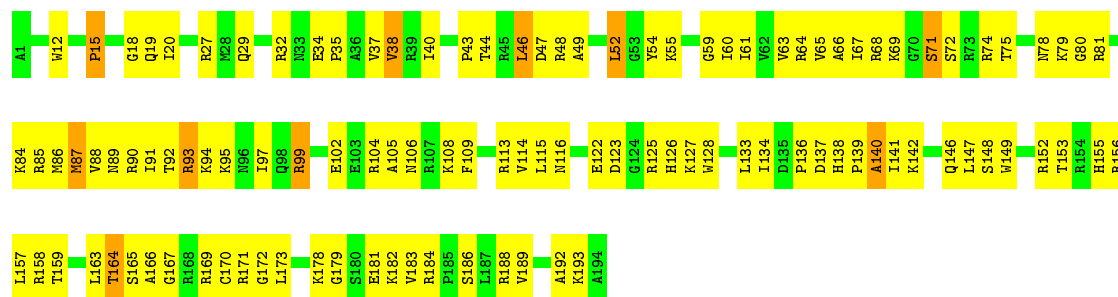 A1 W12 P15 G18 Q19 I20 R27 M28 Q29 R32 N33 E34 P35 A36 V37 V38 R39 I40 P43 T44 R45 L46 D47 R48 A49 L52 G53 Y54 K55 G59 I60 I61 V62 V63 R64 V65 A66 I67 R68 K69 G70 S71 S72 R73 R74 T75 N78 K79 G80 R81
K84 R85 M86 M87 V88 N89 R90 I91 T92 R93 K94 K95 N96 I97 Q98 R99 E102 E103 R104 A105 N106 R107 K108 F109 R113 V114 L115 N116 E122 D123 G124 R125 H126 K127 W128 L133 I134 D135 P136 D137 H138 P139 A140 I141 K142 Q146 L147 S148 W149 R152 T153 R154 H155 R156
L157 R158 T159 L163 T164 S165 A166 G167 R168 R169 C170 R171 G172 L173 K178 G179 S180 E181 K182 V183 R184 P185 S186 L187 R188 V189 A192 K193 A194